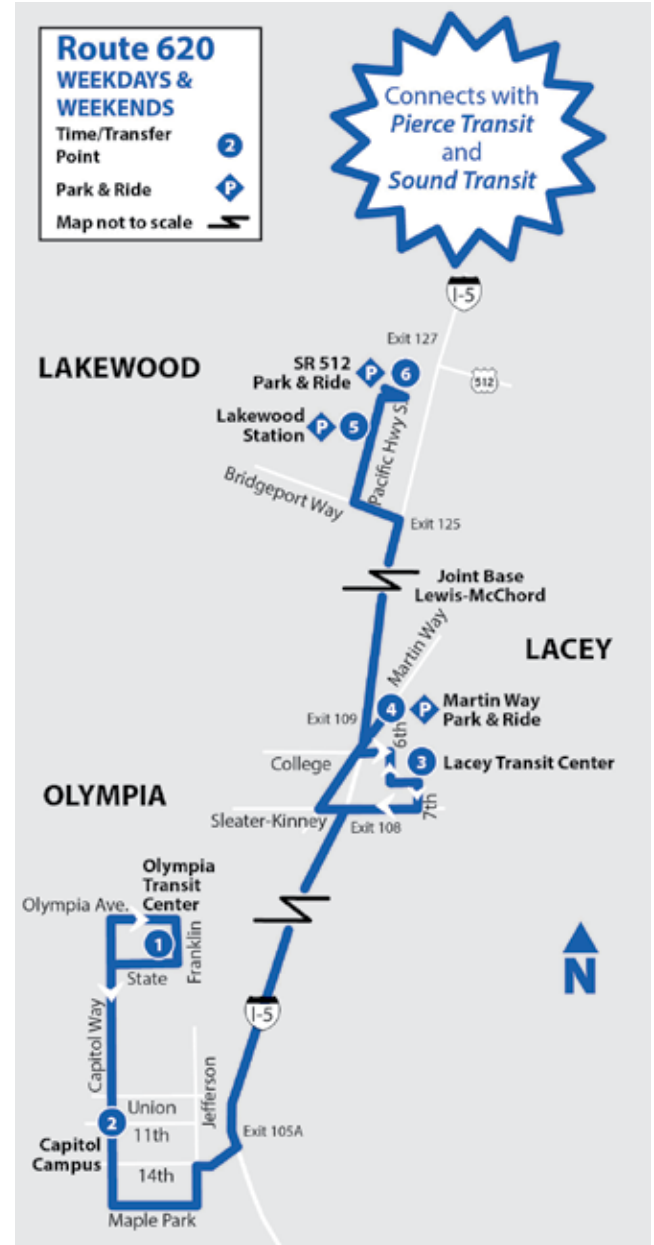 Route 620
WEEKDAYS &
WEEKENDS
Time/Transfer
Point
2
Park & Ride
P
Map not to scale
Connects with
Pierce Transit
and
Sound Transit
I-5
Exit 127
LAKEWOOD
SR 512
Park & Ride
P
6
512
Lakewood
Station
P
5
Pacific Hwy S.
Bridgeport Way
Exit 125
Joint Base
Lewis-McChord
Martin Way
LACEY
4
P
Martin Way
Park & Ride
Exit 109
6th
College
3
Lacey Transit Center
OLYMPIA
Sleater-Kinney
Exit 108
7th
Olympia
Transit
Center
Olympia Ave.
1
Franklin
State
N
Capitol Way
I-5
Jefferson
Union
2
11th
Exit 105A
Capitol
Campus
14th
Maple Park